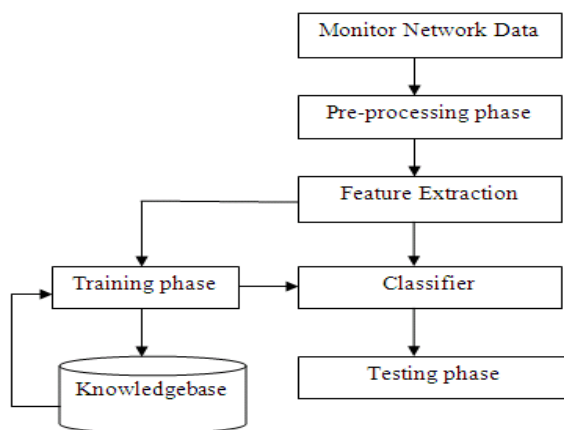 Monitor Network Data
Pre-processing phase
Feature Extraction
Training phase
Classifier
Knowledgebase
Testing phase